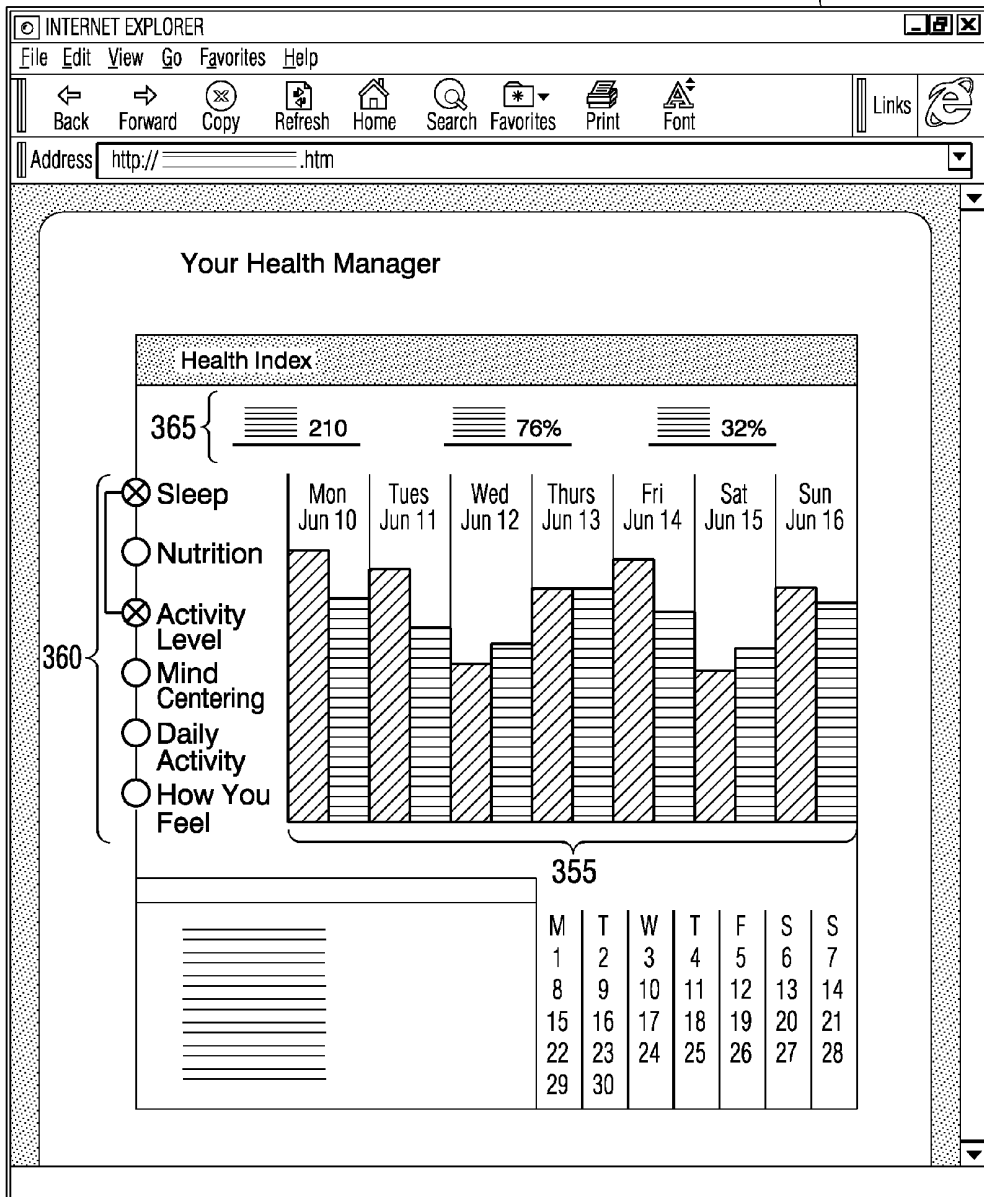 INTERNET EXPLORER
File Edit View Go Favorites Help
Back Forward Copy Refresh Home Search Favorites Print Font Links
Address http:// .htm
Your Health Manager
Health Index
365 210 76% 32%
360
Sleep
Nutrition
Activity
Level
Mind
Centering
Daily
Activity
How You
Feel
Mon Tues Wed Thurs Fri Sat Sun
Jun 10 Jun 11 Jun 12 Jun 13 Jun 14 Jun 15 Jun 16
355
M T W T F S S
1 2 3 4 5 6 7
8 9 10 11 12 13 14
15 16 17 18 19 20 21
22 23 24 25 26 27 28
29 30